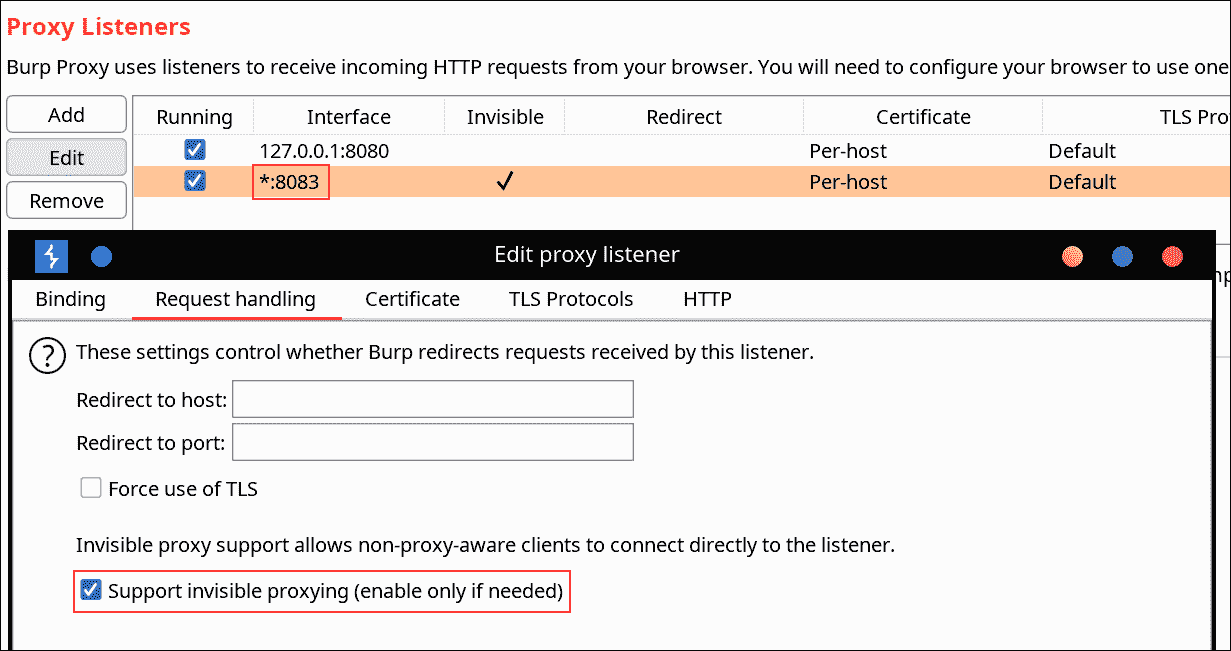 Proxy Listeners
Burp Proxy uses listeners to receive incoming HTTP requests from your browser. You will need to configure your browser to use one
Add
Running Interface Invisible Redirect Certificate TLS Pro
127.0.0.1:8080 Per-host Default
Edit
*:8083 Per-host Default
Remove
Edit proxy listener
Binding Request handling Certificate TLS Protocols HTTP
? These settings control whether Burp redirects requests received by this listener.
Redirect to host:
Redirect to port:
Force use of TLS
Invisible proxy support allows non-proxy-aware clients to connect directly to the listener.
Support invisible proxying (enable only if needed)